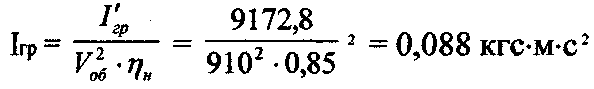 Iгр = I'гр / (V²об · ηн) = 9172,8 / (910² · 0,85) ² = 0,088 кгс·м·с²